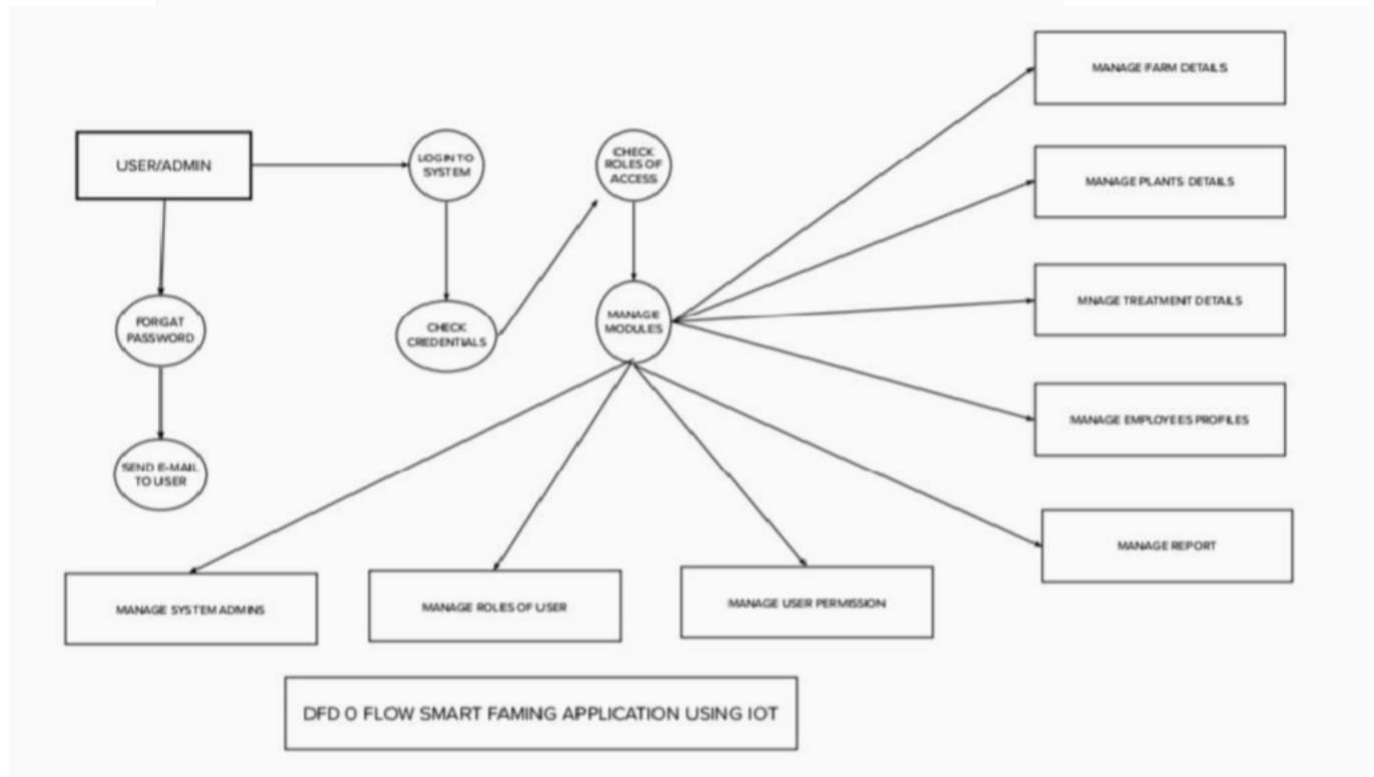 MANAGE FARM DETAILS
USER/ADMIN
LOGIN TO
SYSTEM
CHECK
ROLES OF
ACCESS
MANAGE PLANTS DETAILS
MNAGE TREATMENT DETAILS
FORGAT
PASSWORD
CHECK
CREDENTIALS
MANAGE
MODULES
MANAGE EMPLOYEES PROFILES
SEND E-MAIL
TO USER
MANAGE REPORT
MANAGE SYSTEM ADMINS
MANAGE ROLES OF USER
MANAGE USER PERMISSION
DFD 0 FLOW SMART FAMING APPLICATION USING IOT